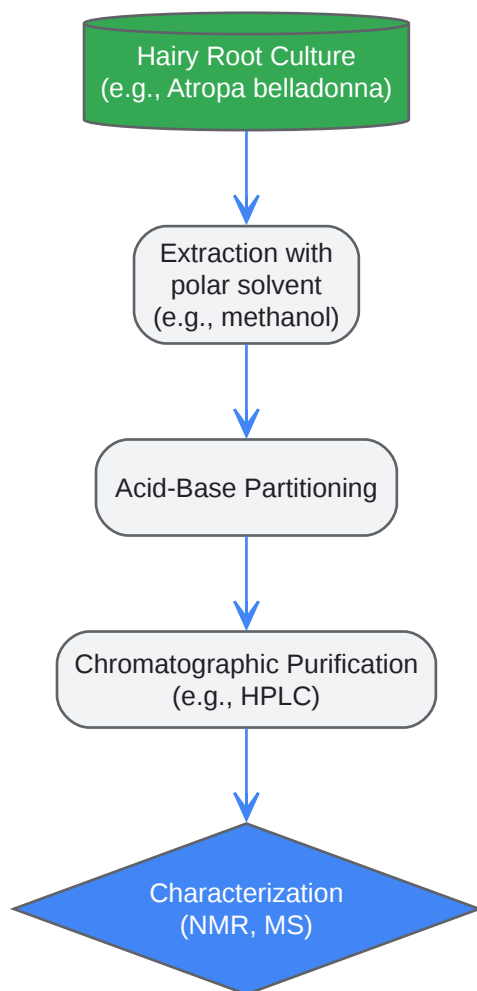 Hairy Root Culture
(e.g., Atropa belladonna)
Extraction with
polar solvent
(e.g., methanol)
Acid-Base Partitioning
Chromatographic Purification
(e.g., HPLC)
Characterization
(NMR, MS)